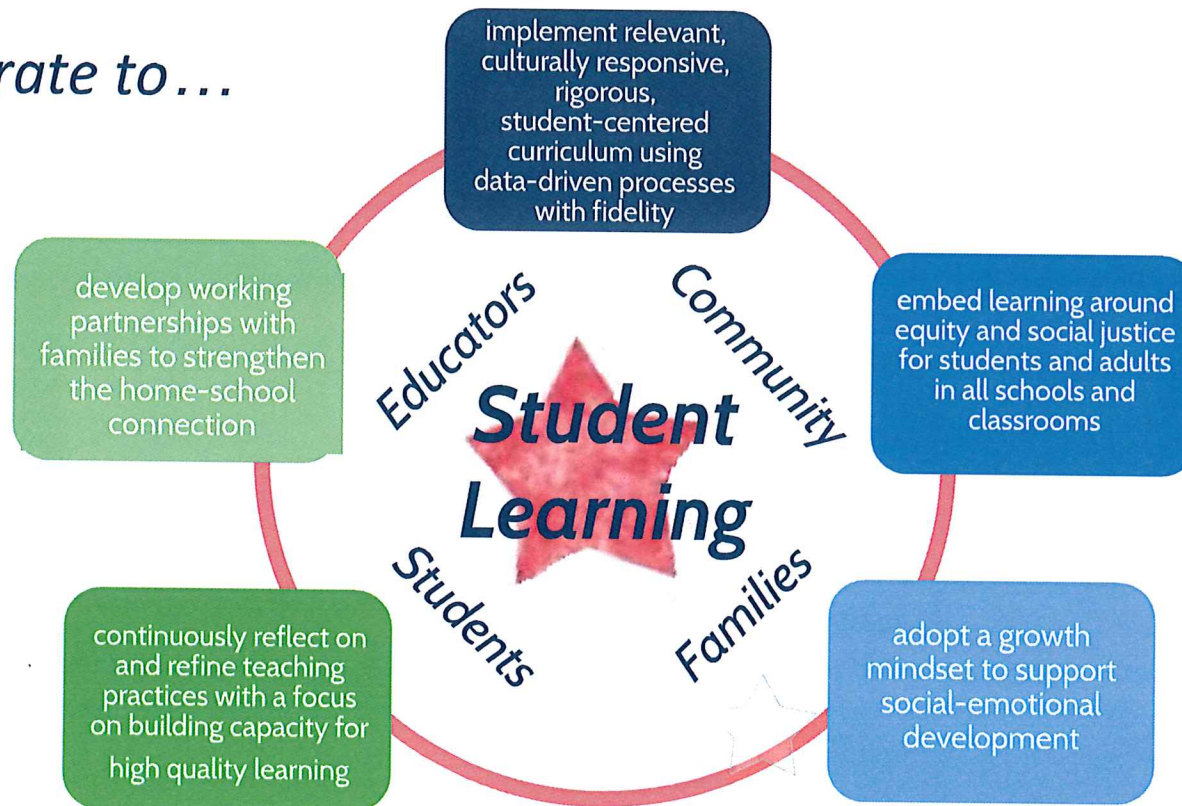 rate to...
implement relevant,
culturally responsive,
rigorous,
student-centered
curriculum using
data-driven processes
with fidelity
develop working
partnerships with
families to strengthen
the home-school
connection
embed learning around
equity and social justice
for students and adults
in all schools and
classrooms
Educators
Community
Student
Learning
Students
Families
continuously reflect on
and refine teaching
practices with a focus
on building capacity for
high quality learning
adopt a growth
mindset to support
social-emotional
development